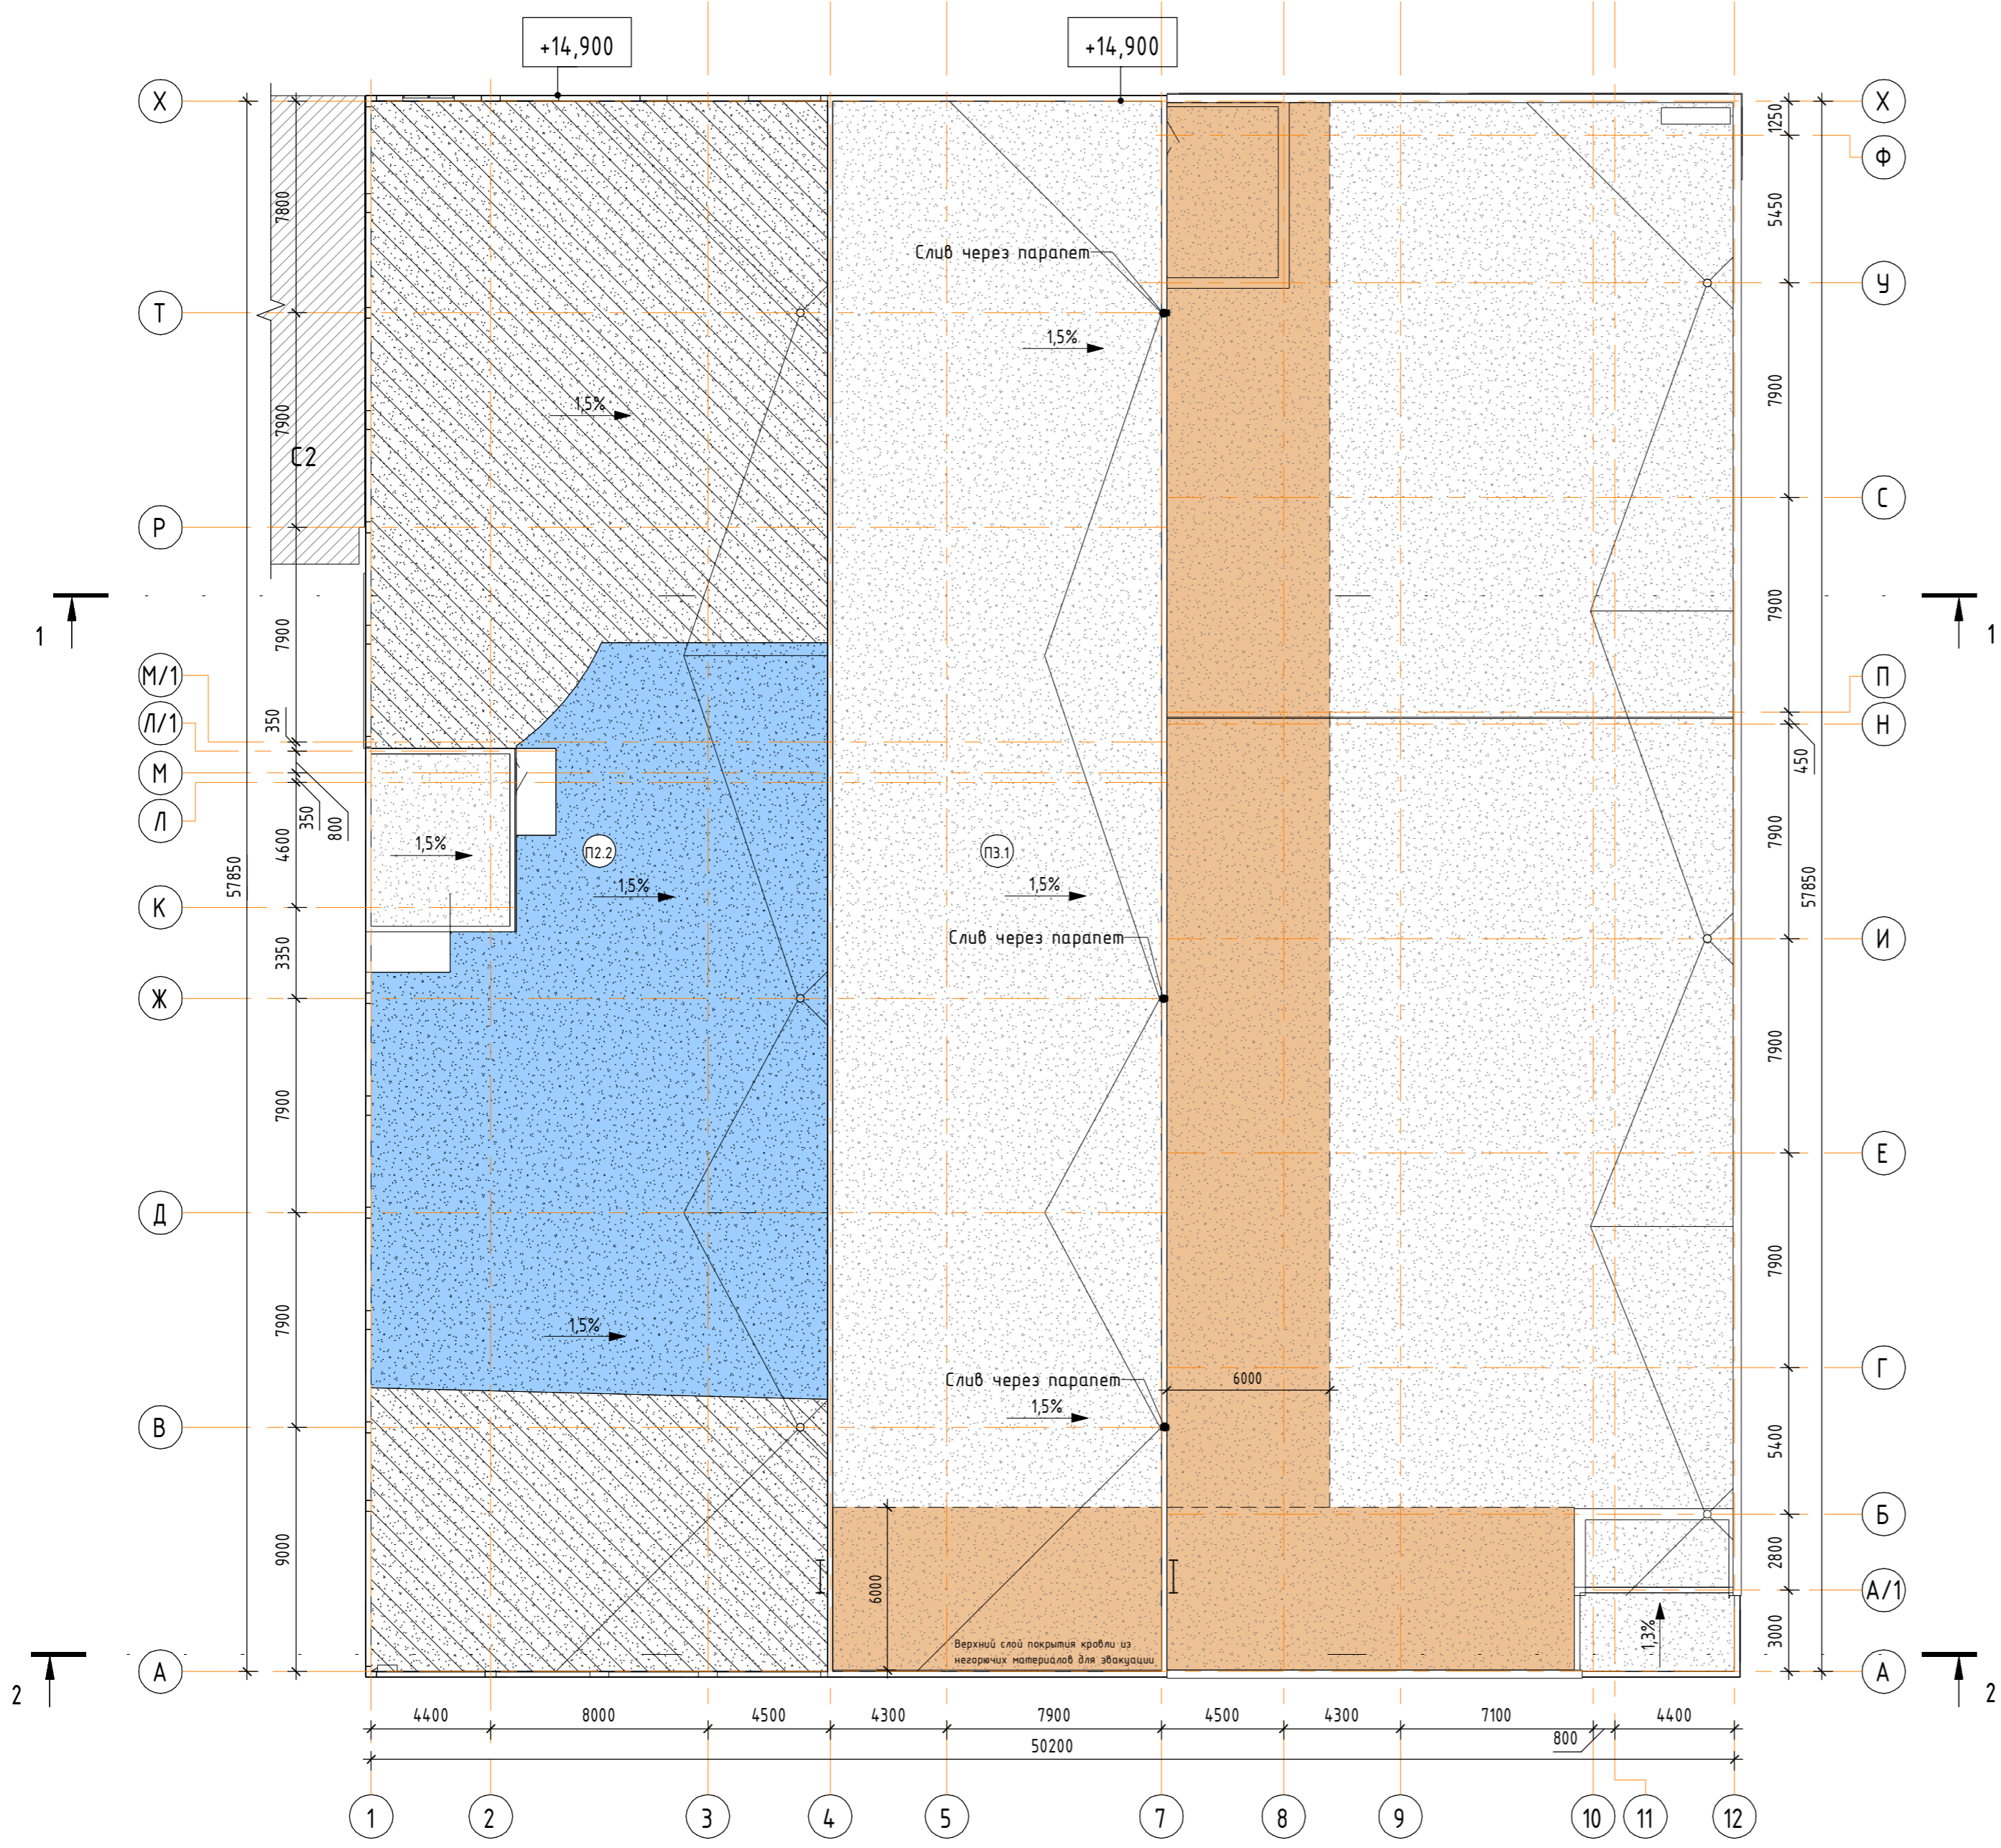 +14,900
+14,900
Х
Х
1250
Ф
7800
5450
Слив через парапет
У
Т
1,5%
7900
1,5%
7900
С2
Р
С
7900
7900
1
1
М/1
П
350
Л/1
Н
450
М
Л
350
800
4600
1,5%
П2.2
П3.1
7900
57850
57850
1,5%
1,5%
К
Слив через парапет
И
3350
Ж
7900
7900
Е
Д
7900
7900
1,5%
Г
Слив через парапет
6000
1,5%
В
5400
Б
9000
6000
2800
А/1
1,3%
3000
Верхний слой покрытия кровли из
негорючих материалов для эвакуации
А
А
2
2
4400
8000
4500
4300
7900
4500
4300
7100
800
4400
50200
1
2
3
4
5
7
8
9
10
11
12